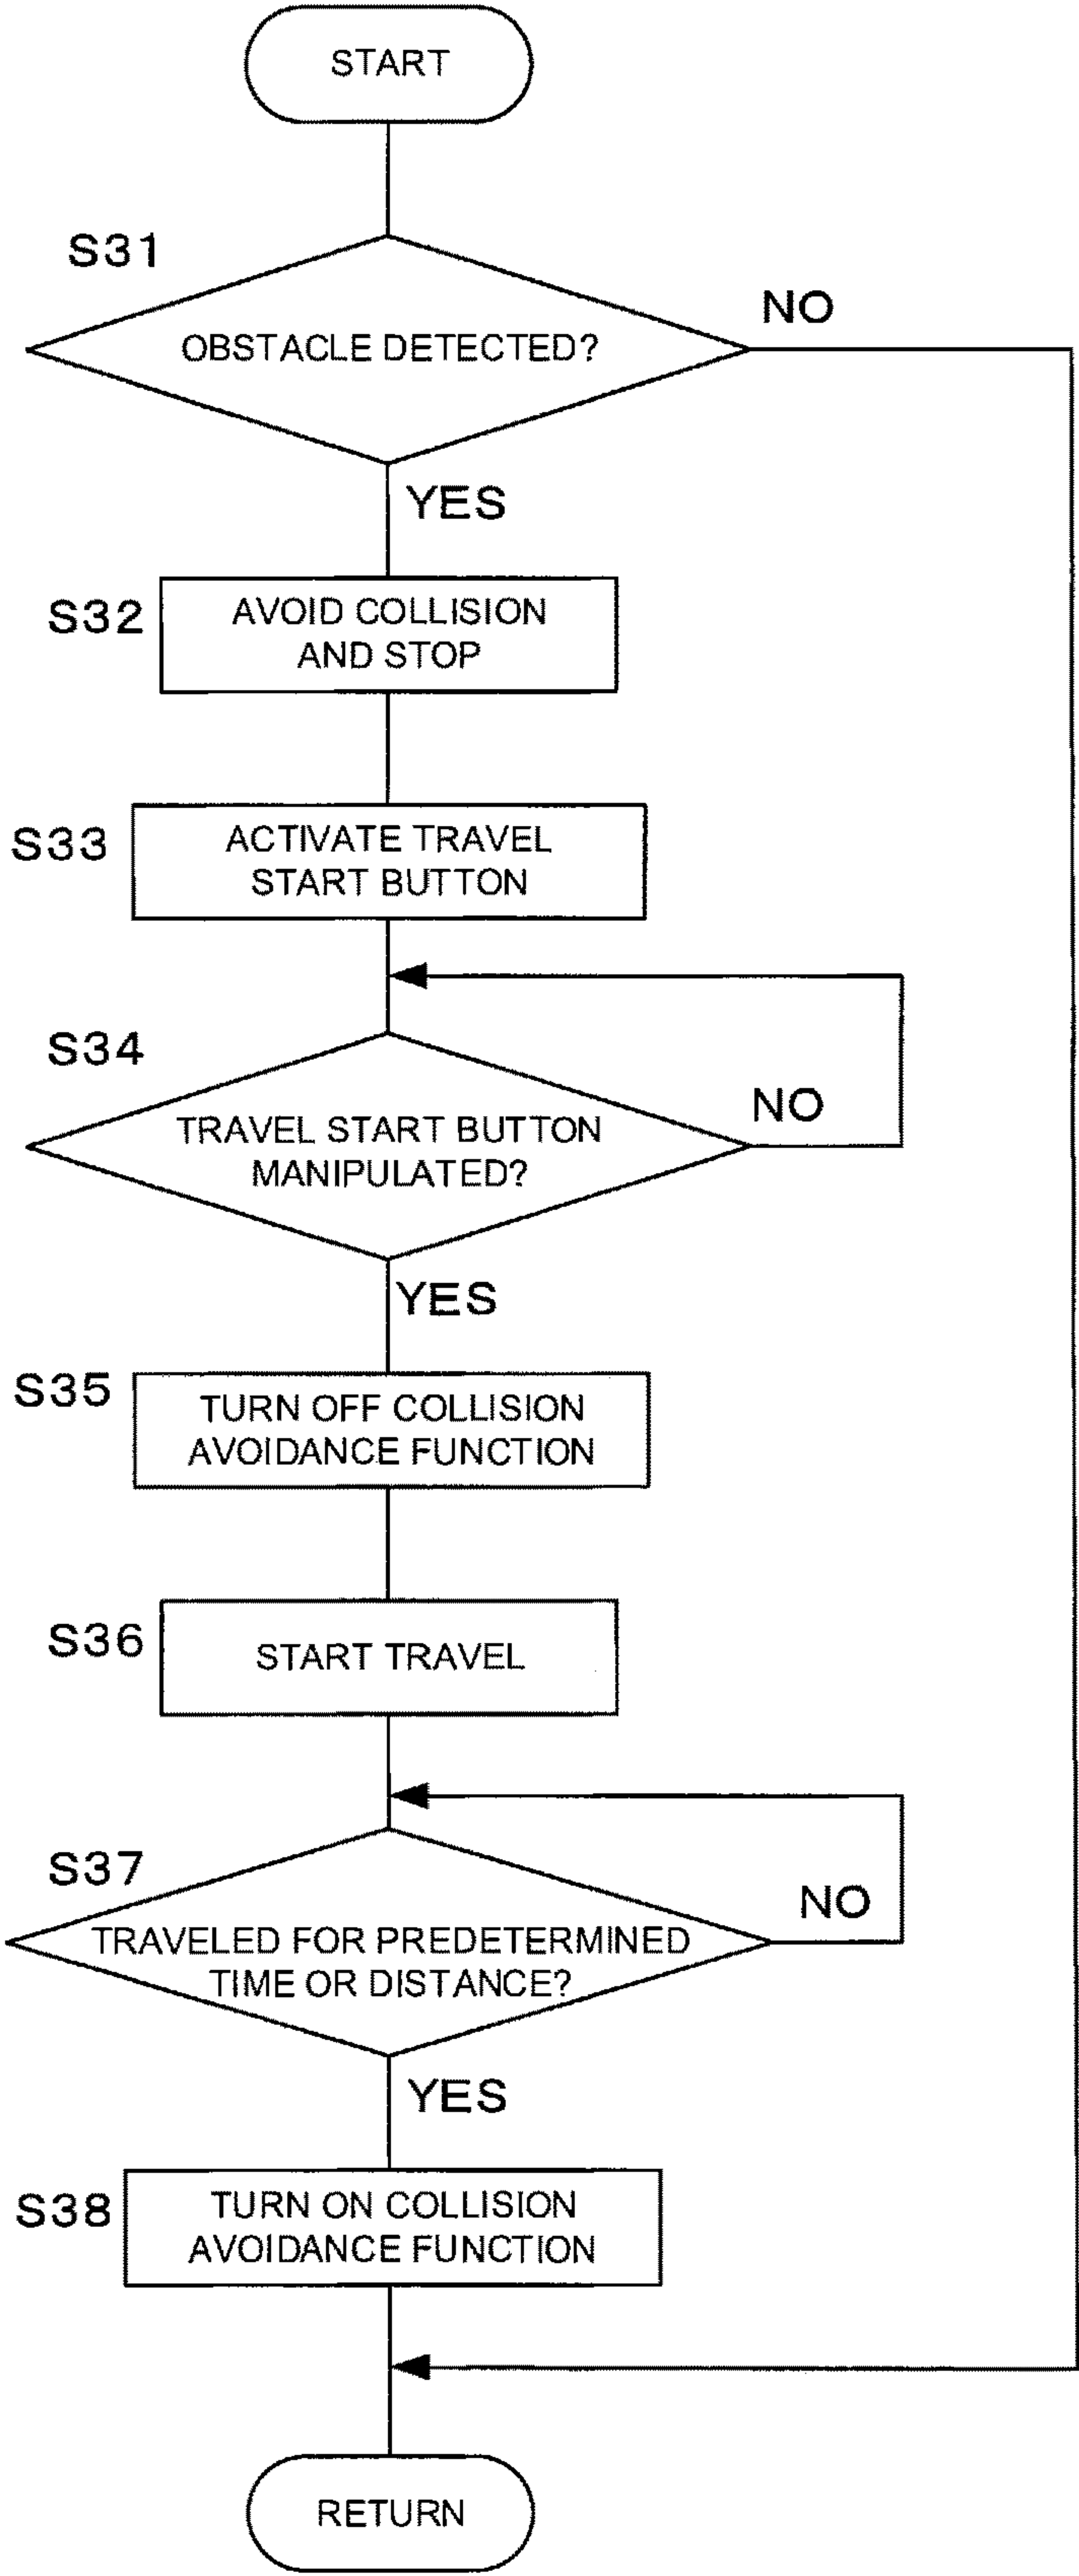 START
S31
NO
OBSTACLE DETECTED?
YES
S32
AVOID COLLISION
AND STOP
S33
ACTIVATE TRAVEL
START BUTTON
S34
NO
TRAVEL START BUTTON
MANIPULATED?
YES
S35
TURN OFF COLLISION
AVOIDANCE FUNCTION
S36
START TRAVEL
S37
NO
TRAVELED FOR PREDETERMINED
TIME OR DISTANCE?
YES
S38
TURN ON COLLISION
AVOIDANCE FUNCTION
RETURN